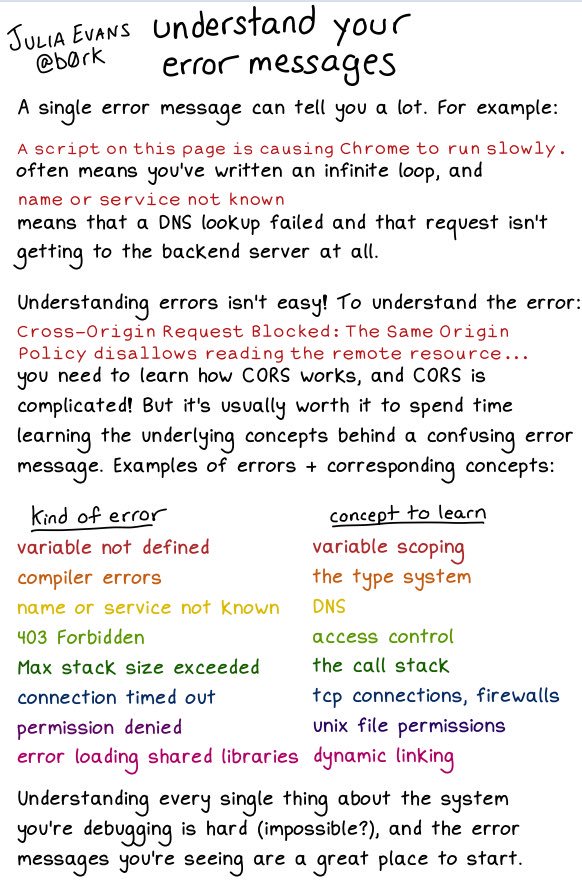 JULIA EVANS
@b0rk
understand your
error messages
A single error message can tell you a lot. For example:
A script on this page is causing Chrome to run slowly.
often means you've written an infinite loop, and
name or service not known
means that a DNS lookup failed and that request isn't
getting to the backend server at all.
Understanding errors isn't easy! To understand the error:
Cross-Origin Request Blocked: The Same Origin
Policy disallows reading the remote resource...
you need to learn how CORS works, and CORS is
complicated! But it's usually worth it to spend time
learning the underlying concepts behind a confusing error
message. Examples of errors + corresponding concepts:
kind of error concept to learn
variable not defined variable scoping
compiler errors the type system
name or service not known DNS
403 Forbidden access control
Max stack size exceeded the call stack
connection timed out tcp connections, firewalls
permission denied unix file permissions
error loading shared libraries dynamic linking
Understanding every single thing about the system
you're debugging is hard (impossible?), and the error
messages you're seeing are a great place to start.